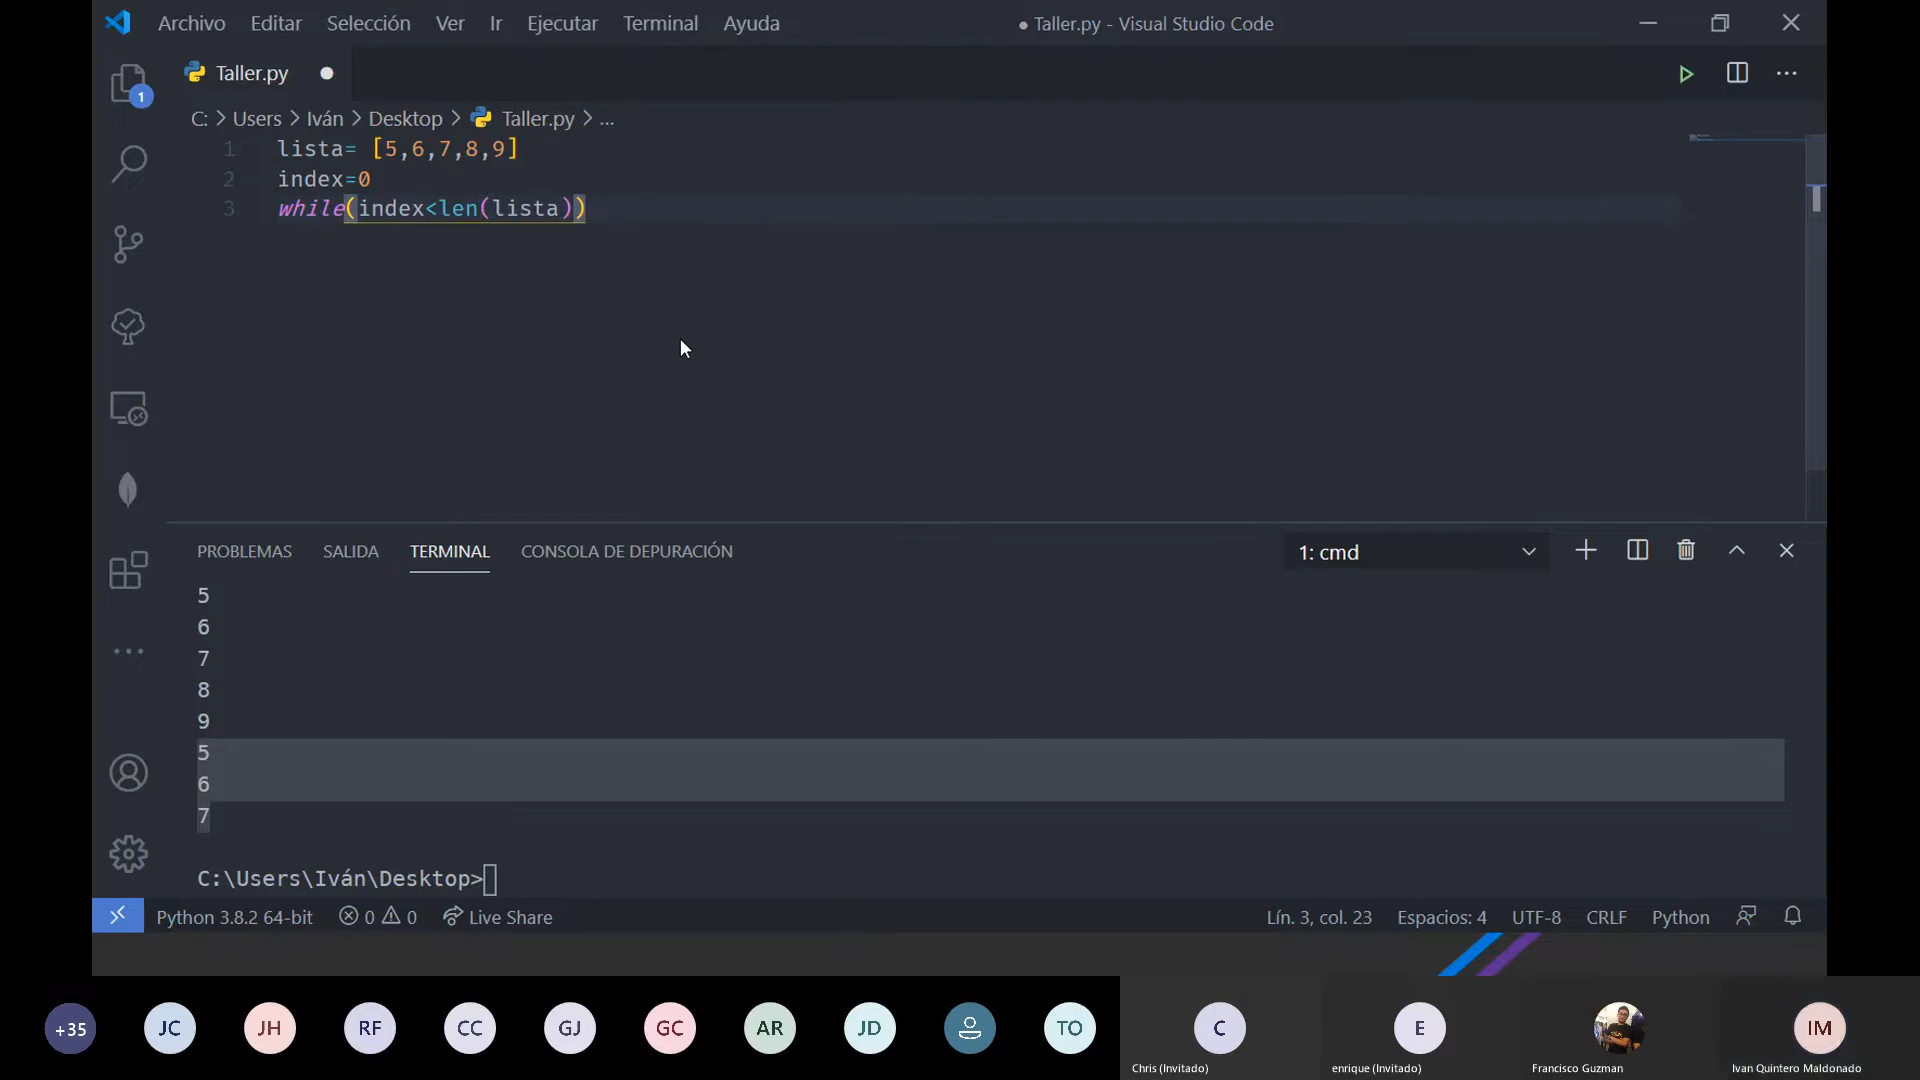 Archivo Editar Selección Ver Ir Ejecutar Terminal Ayuda
● Taller.py - Visual Studio Code
Taller.py ●
1
C: > Users > Iván > Desktop > Taller.py > ...
1 lista= [5,6,7,8,9]
2 index=0
3 while(index<len(lista))
PROBLEMAS SALIDA TERMINAL CONSOLA DE DEPURACIÓN
1: cmd
5
6
7
8
9
5
6
7
C:\Users\Iván\Desktop>
Python 3.8.2 64-bit 0 0 Live Share
Lín. 3, col. 23 Espacios: 4 UTF-8 CRLF Python
+35 JC JH RF CC GJ GC AR JD TO C E IM
Chris (Invitado) enrique (Invitado) Francisco Guzman Ivan Quintero Maldonado